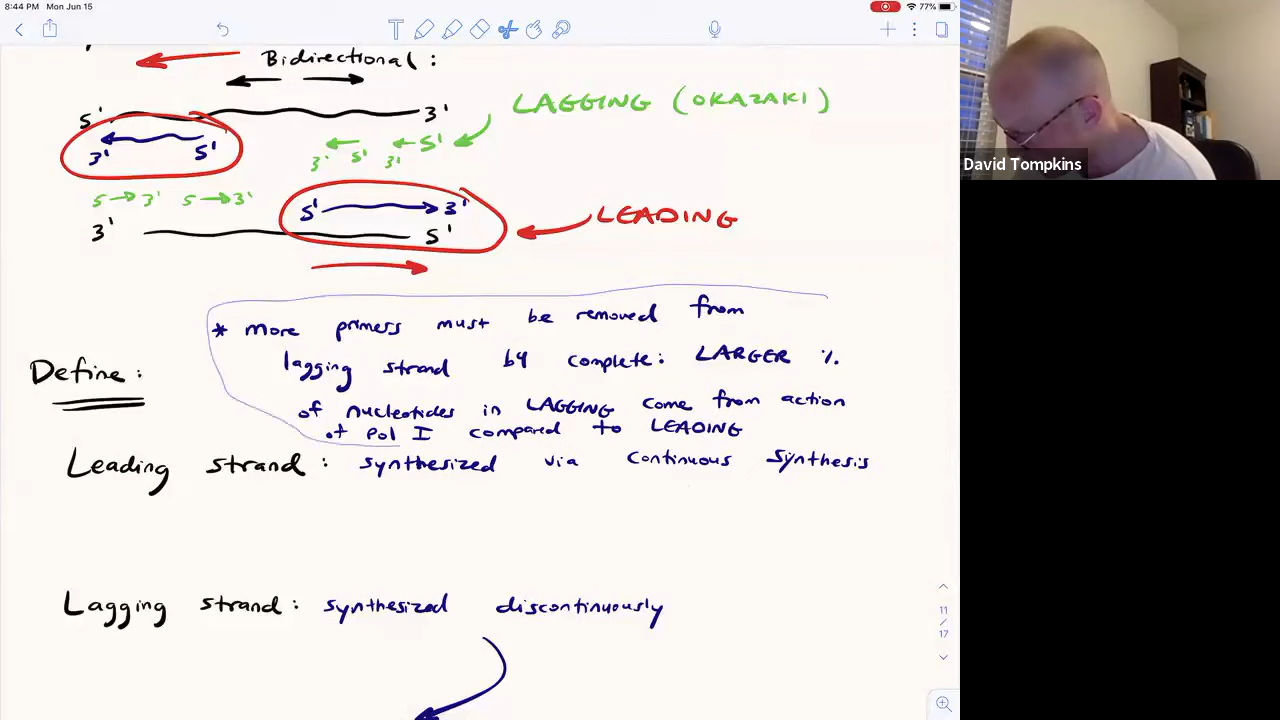 8:44 PM Mon Jun 15
77%
Bidirectional:
5' 3'
LAGGING (OKAZAKI)
3' 5'
3' 5' 3' 5'
5 3' 5 3'
5' 3'
LEADING
3' 5'
* more primers must be removed from
lagging strand by complete: LARGER %
of nucleotides in LAGGING come from action
of Pol I compared to LEADING
Define:
Leading strand: synthesized via continuous synthesis
Lagging strand: synthesized discontinuously
11
/
17
David Tompkins